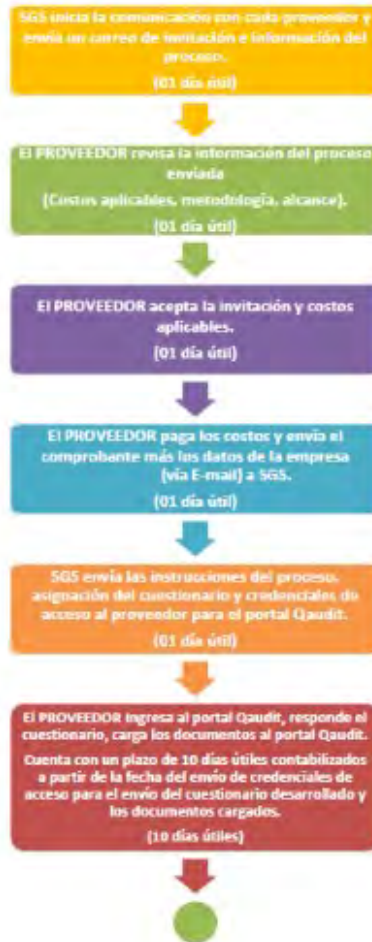 SGS inicia la comunicación con cada proveedor y
envía un correo de invitación e información del
proceso.
(01 día útil)
El PROVEEDOR revisa la información del proceso
enviada
(Costos aplicables, metodología, alcance).
(01 día útil)
El PROVEEDOR acepta la invitación y costos
aplicables.
(01 día útil)
El PROVEEDOR paga los costos y envía el
comprobante más los datos de la empresa
(vía E-mail) a SGS.
(01 día útil)
SGS envía las instrucciones del proceso,
asignación del cuestionario y credenciales de
acceso al proveedor para el portal Qaudit.
(01 día útil)
El PROVEEDOR ingresa al portal Qaudit, responde el
cuestionario, carga los documentos al portal Qaudit.
Cuenta con un plazo de 10 días útiles contabilizados
a partir de la fecha del envío de credenciales de
acceso para el envío del cuestionario desarrollado y
los documentos cargados.
(10 días útiles)